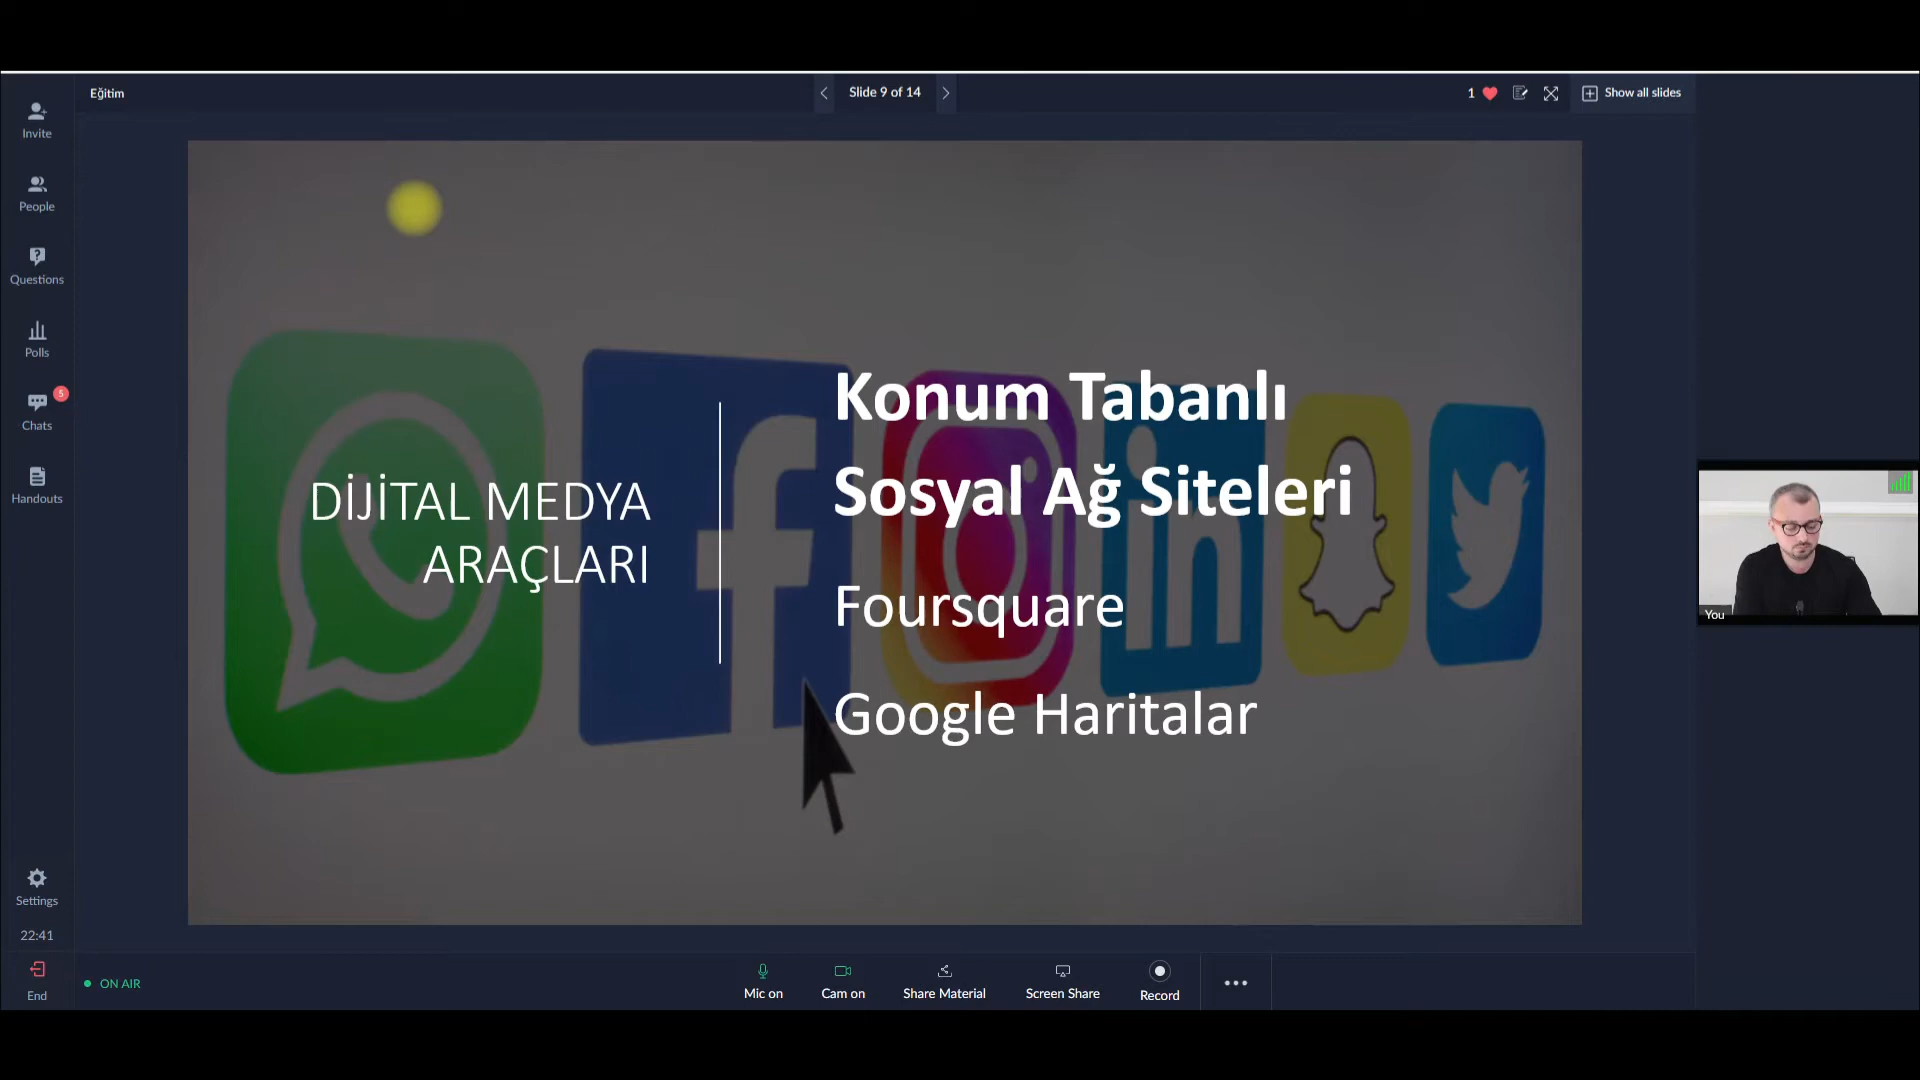 Eğitim
Slide 9 of 14
1
Show all slides
Invite
People
Questions
Polls
5
Chats
Handouts
DİJİTAL MEDYA
ARAÇLARI
Konum Tabanlı
Sosyal Ağ Siteleri
Foursquare
Google Haritalar
You
Settings
22:41
End
ON AIR
Mic on
Cam on
Share Material
Screen Share
Record